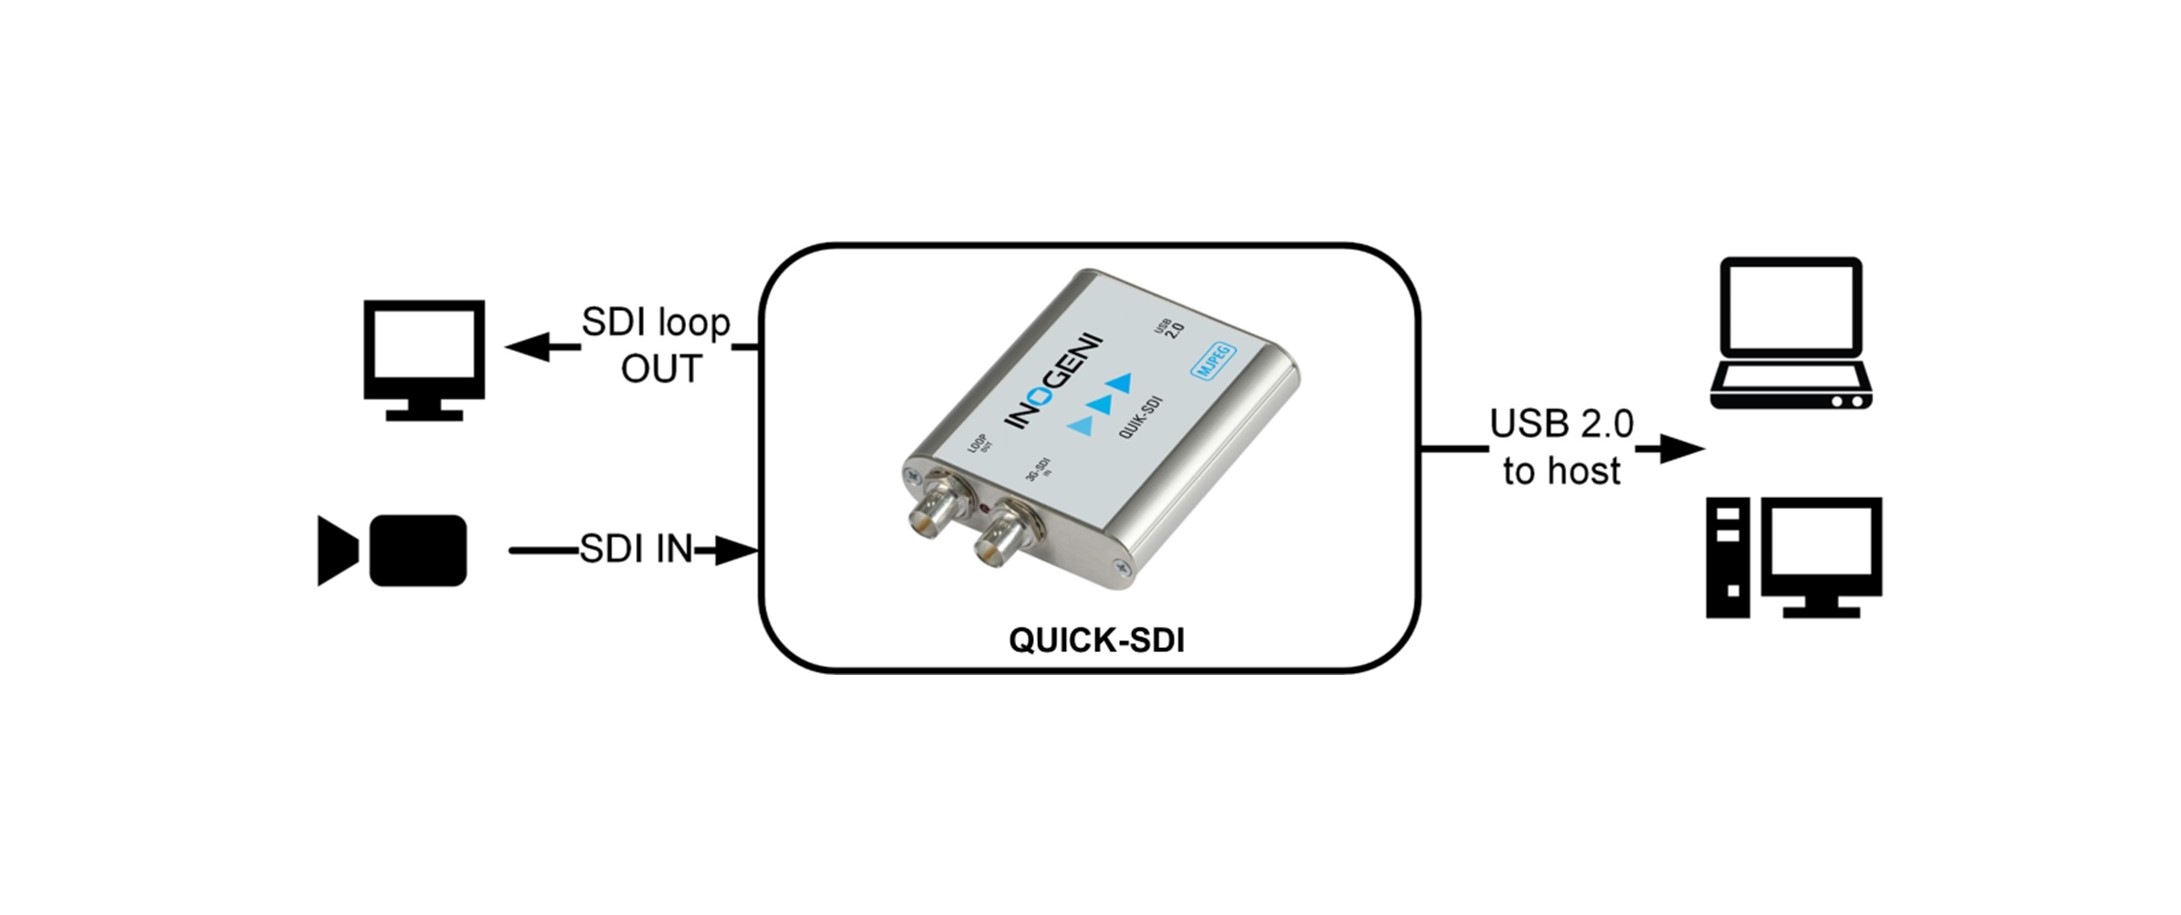 SDI loop
OUT
SDI IN
INOGENI
USB
2.0
MJPEG
QUIK-SDI
LOOP
OUT
3G-SDI
IN
QUICK-SDI
USB 2.0
to host